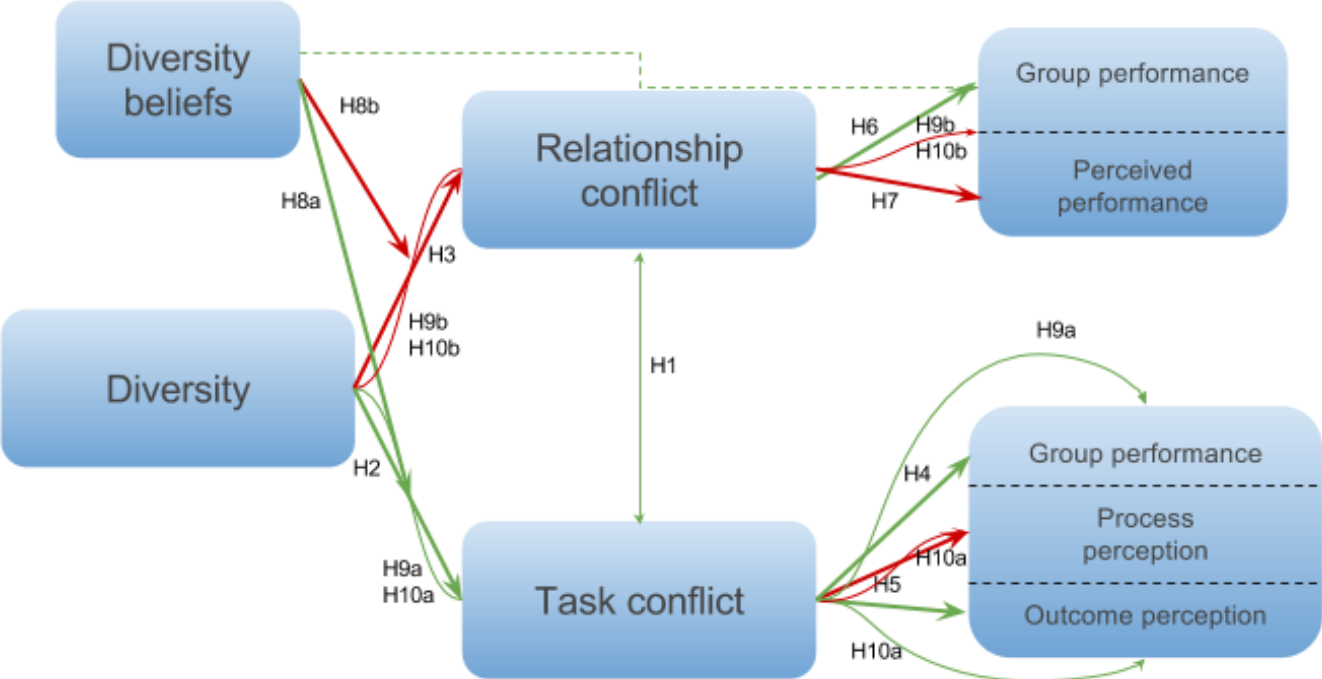 Diversity
beliefs
H8b
H8a
Relationship
conflict
H6
H9b
H10b
H7
Group performance
Perceived
performance
H3
H9b
H10b
Diversity
H2
H1
H9a
H10a
Task conflict
H9a
H4
H10a
H5
H10a
Group performance
Process
perception
Outcome perception